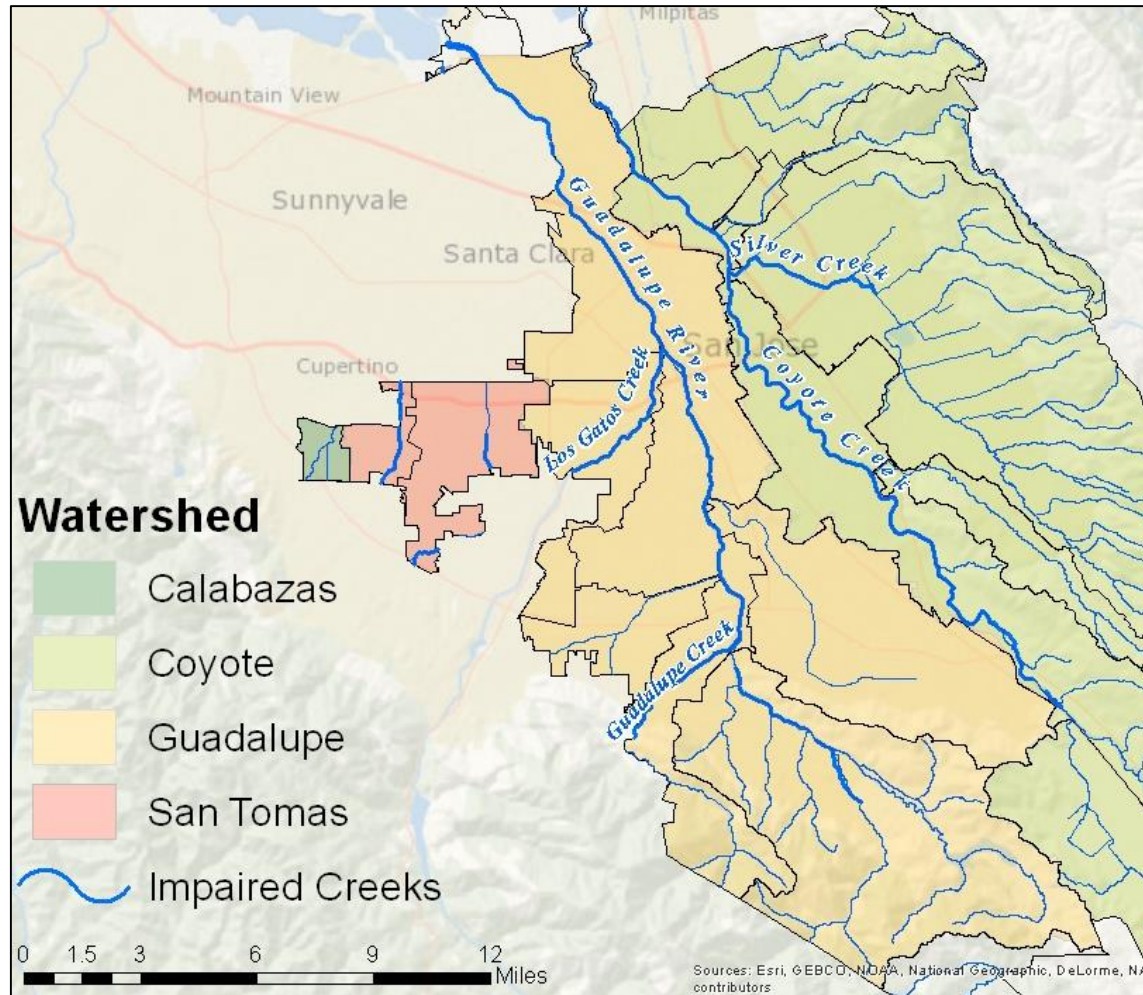 Milpitas
Mountain View
Sunnyvale
Santa Clara
Guadalupe River
Silver Creek
San Jose
Cupertino
Los Gatos Creek
Coyote Creek
Guadalupe Creek
Watershed
Calabazas
Coyote
Guadalupe
San Tomas
Impaired Creeks
0 1.5 3 6 9 12
Miles
Sources: Esri, GEBCO, NOAA, National Geographic, DeLorme, NA
contributors